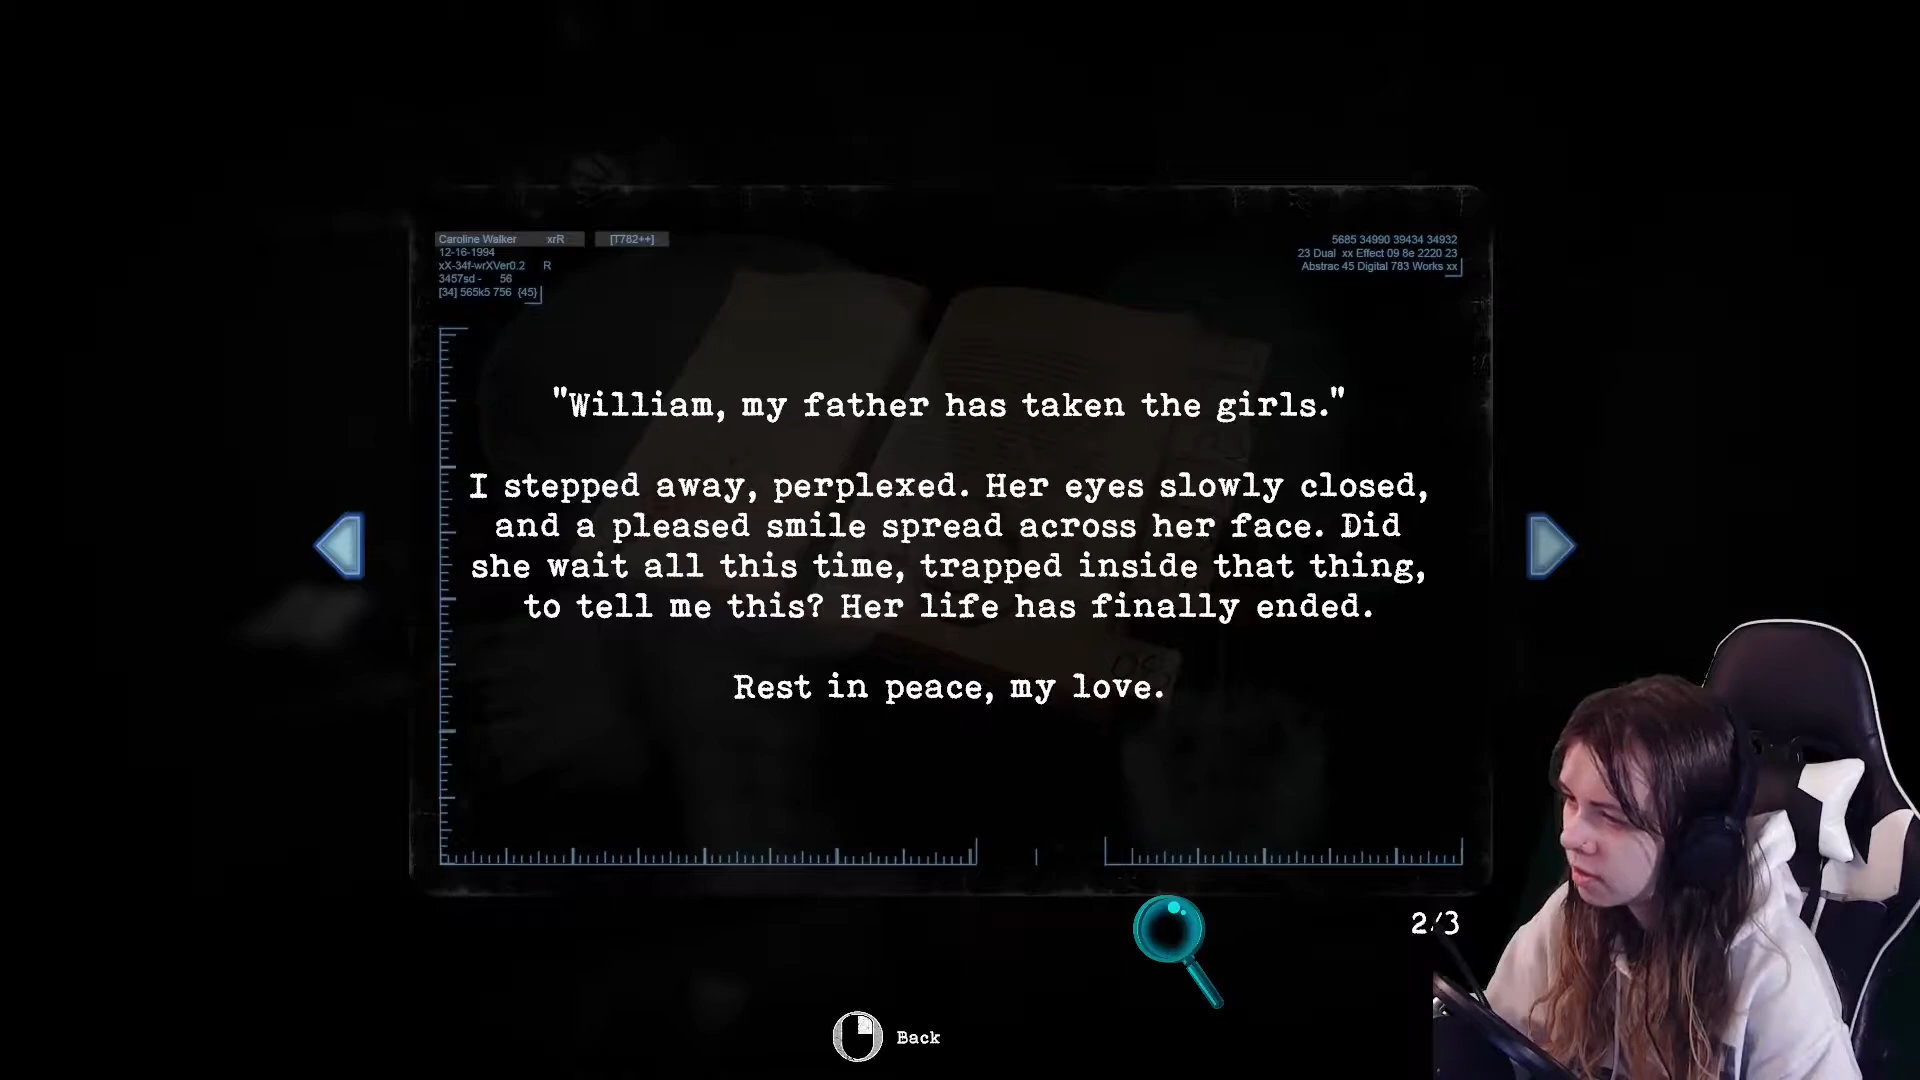 Caroline Walker xrR [T782++]
12-16-1994
xX-34f-wrXVer0.2 R
3457sd - 56
[34] 565k5 756 {45}
5685 34990 39434 34932
23 Dual xx Effect 09 8e 2220 23
Abstrac 45 Digital 783 Works xx
"William, my father has taken the girls."
I stepped away, perplexed. Her eyes slowly closed,
and a pleased smile spread across her face. Did
she wait all this time, trapped inside that thing,
to tell me this? Her life has finally ended.
Rest in peace, my love.
2/3
Back